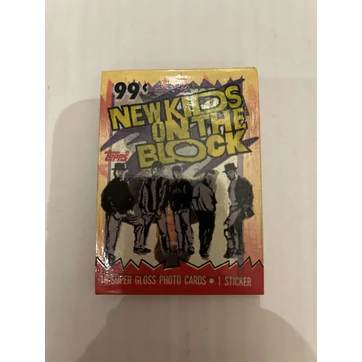 99¢
NEW KIDS
ON THE
BLOCK
Topps
SUPER GLOSS PHOTO CARDS • 1 STICKER